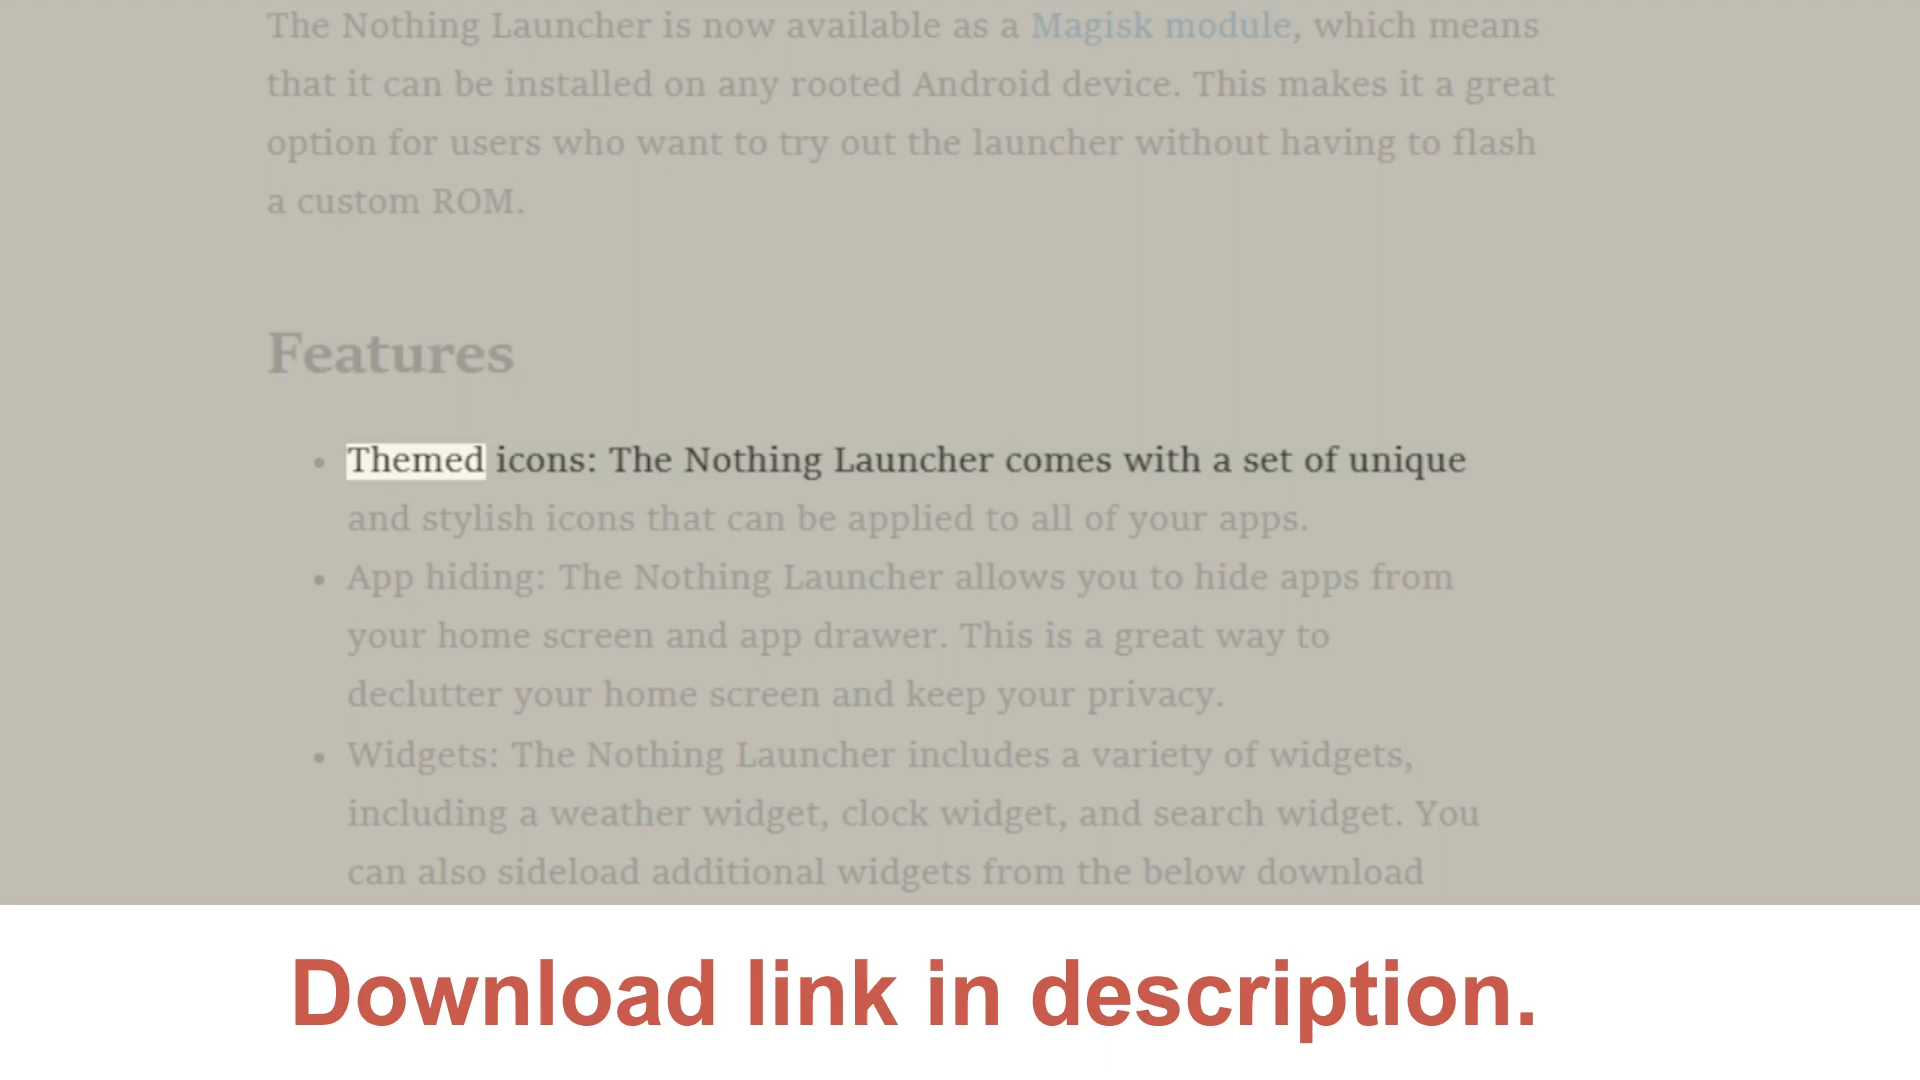 The Nothing Launcher is now available as a Magisk module, which means
that it can be installed on any rooted Android device. This makes it a great
option for users who want to try out the launcher without having to flash
a custom ROM.
Features
• Themed icons: The Nothing Launcher comes with a set of unique
and stylish icons that can be applied to all of your apps.
• App hiding: The Nothing Launcher allows you to hide apps from
your home screen and app drawer. This is a great way to
declutter your home screen and keep your privacy.
• Widgets: The Nothing Launcher includes a variety of widgets,
including a weather widget, clock widget, and search widget. You
can also sideload additional widgets from the below download
Download link in description.